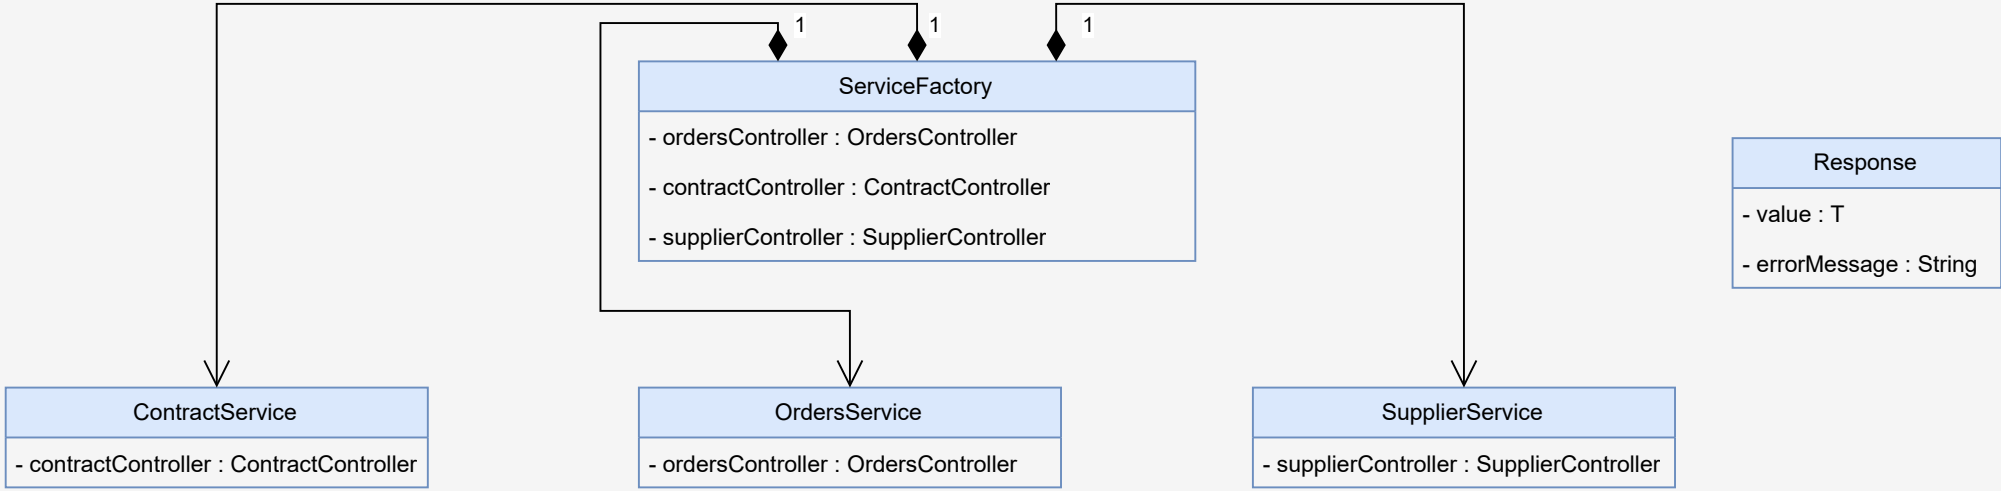 1
1
1
ServiceFactory
- ordersController : OrdersController
- contractController : ContractController
- supplierController : SupplierController
Response
- value : T
- errorMessage : String
ContractService
- contractController : ContractController
OrdersService
- ordersController : OrdersController
SupplierService
- supplierController : SupplierController